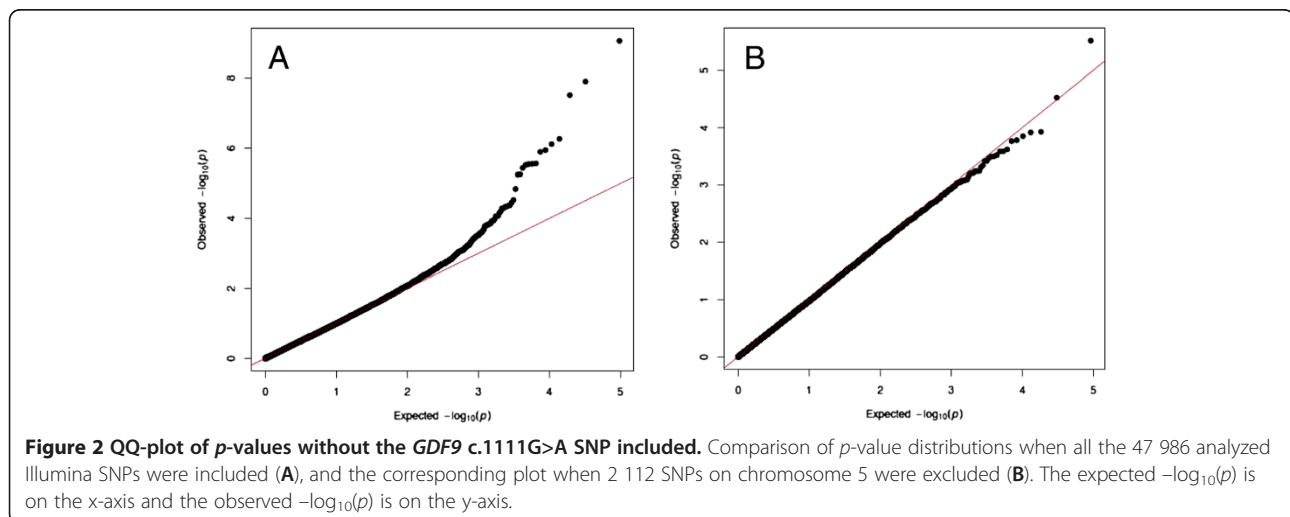 A
8
6
4
2
0
Observed −log10(p)
0 1 2 3 4 5
Expected −log10(p)
B
5
4
3
2
1
0
Observed −log10(p)
0 1 2 3 4 5
Expected −log10(p)
Figure 2 QQ-plot of p-values without the GDF9 c.1111G>A SNP included. Comparison of p-value distributions when all the 47 986 analyzed
Illumina SNPs were included (A), and the corresponding plot when 2 112 SNPs on chromosome 5 were excluded (B). The expected –log10(p) is
on the x-axis and the observed –log10(p) is on the y-axis.